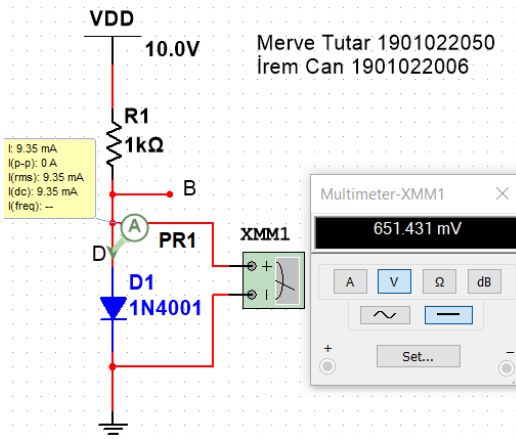 VDD
10.0V
Merve Tutar 1901022050
İrem Can 1901022006
R1
1kΩ
I: 9.35 mA
I(p-p): 0 A
I(rms): 9.35 mA
I(dc): 9.35 mA
I(freq): --
B
A
PR1
D
XMM1
+
D1
1N4001
Multimeter-XMM1
651.431 mV
A V Ω dB
+ Set... –